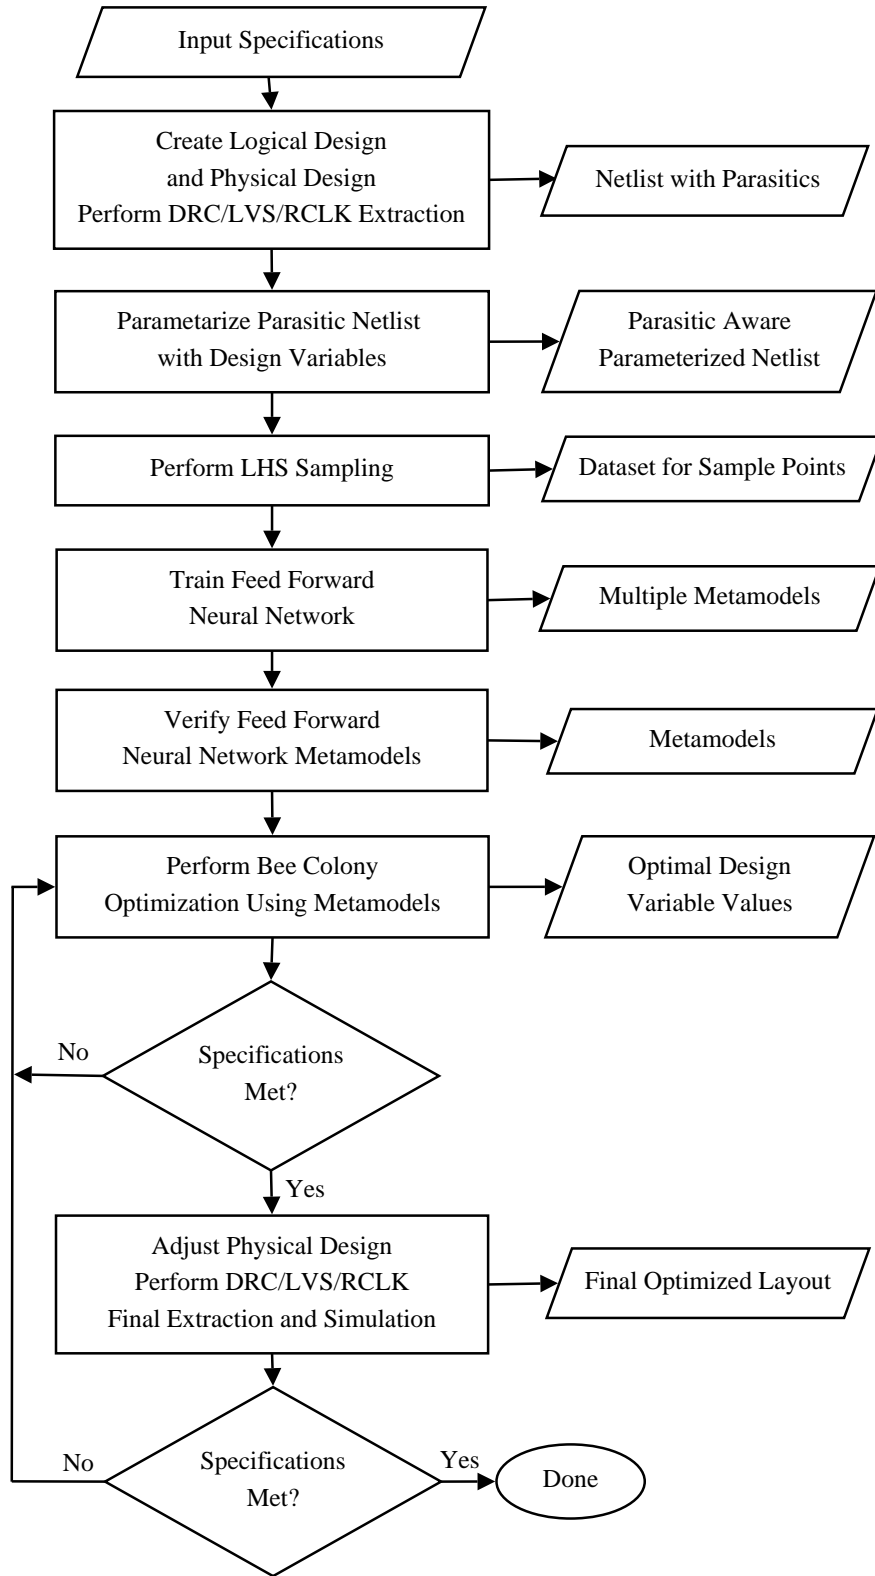 Input Specifications
Create Logical Design
and Physical Design
Perform DRC/LVS/RCLK Extraction
Netlist with Parasitics
Parametarize Parasitic Netlist
with Design Variables
Parasitic Aware
Parameterized Netlist
Perform LHS Sampling
Dataset for Sample Points
Train Feed Forward
Neural Network
Multiple Metamodels
Verify Feed Forward
Neural Network Metamodels
Metamodels
Perform Bee Colony
Optimization Using Metamodels
Optimal Design
Variable Values
No
Specifications
Met?
Yes
Adjust Physical Design
Perform DRC/LVS/RCLK
Final Extraction and Simulation
Final Optimized Layout
No
Specifications
Met?
Yes
Done